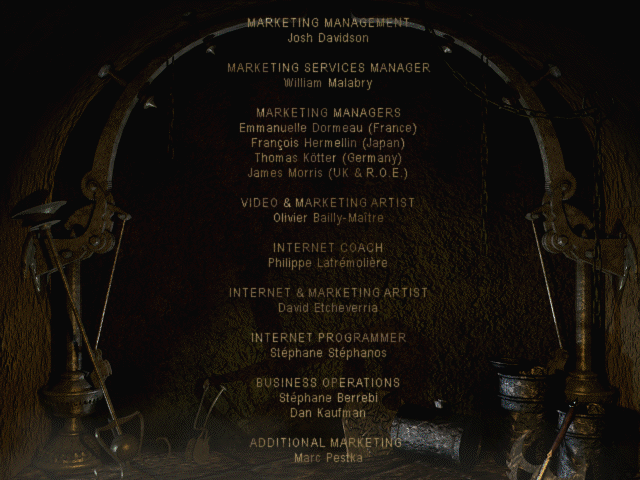 MARKETING MANAGEMENT
Josh Davidson
MARKETING SERVICES MANAGER
William Malabry
MARKETING MANAGERS
Emmanuelle Dormeau (France)
François Hermellin (Japan)
Thomas Kötter (Germany)
James Morris (UK & R.O.E.)
VIDEO & MARKETING ARTIST
Olivier Bailly-Maître
INTERNET COACH
Philippe Latrémolière
INTERNET & MARKETING ARTIST
David Etcheverria
INTERNET PROGRAMMER
Stéphane Stéphanos
BUSINESS OPERATIONS
Stéphane Berrebi
Dan Kaufman
ADDITIONAL MARKETING
Marc Pestka